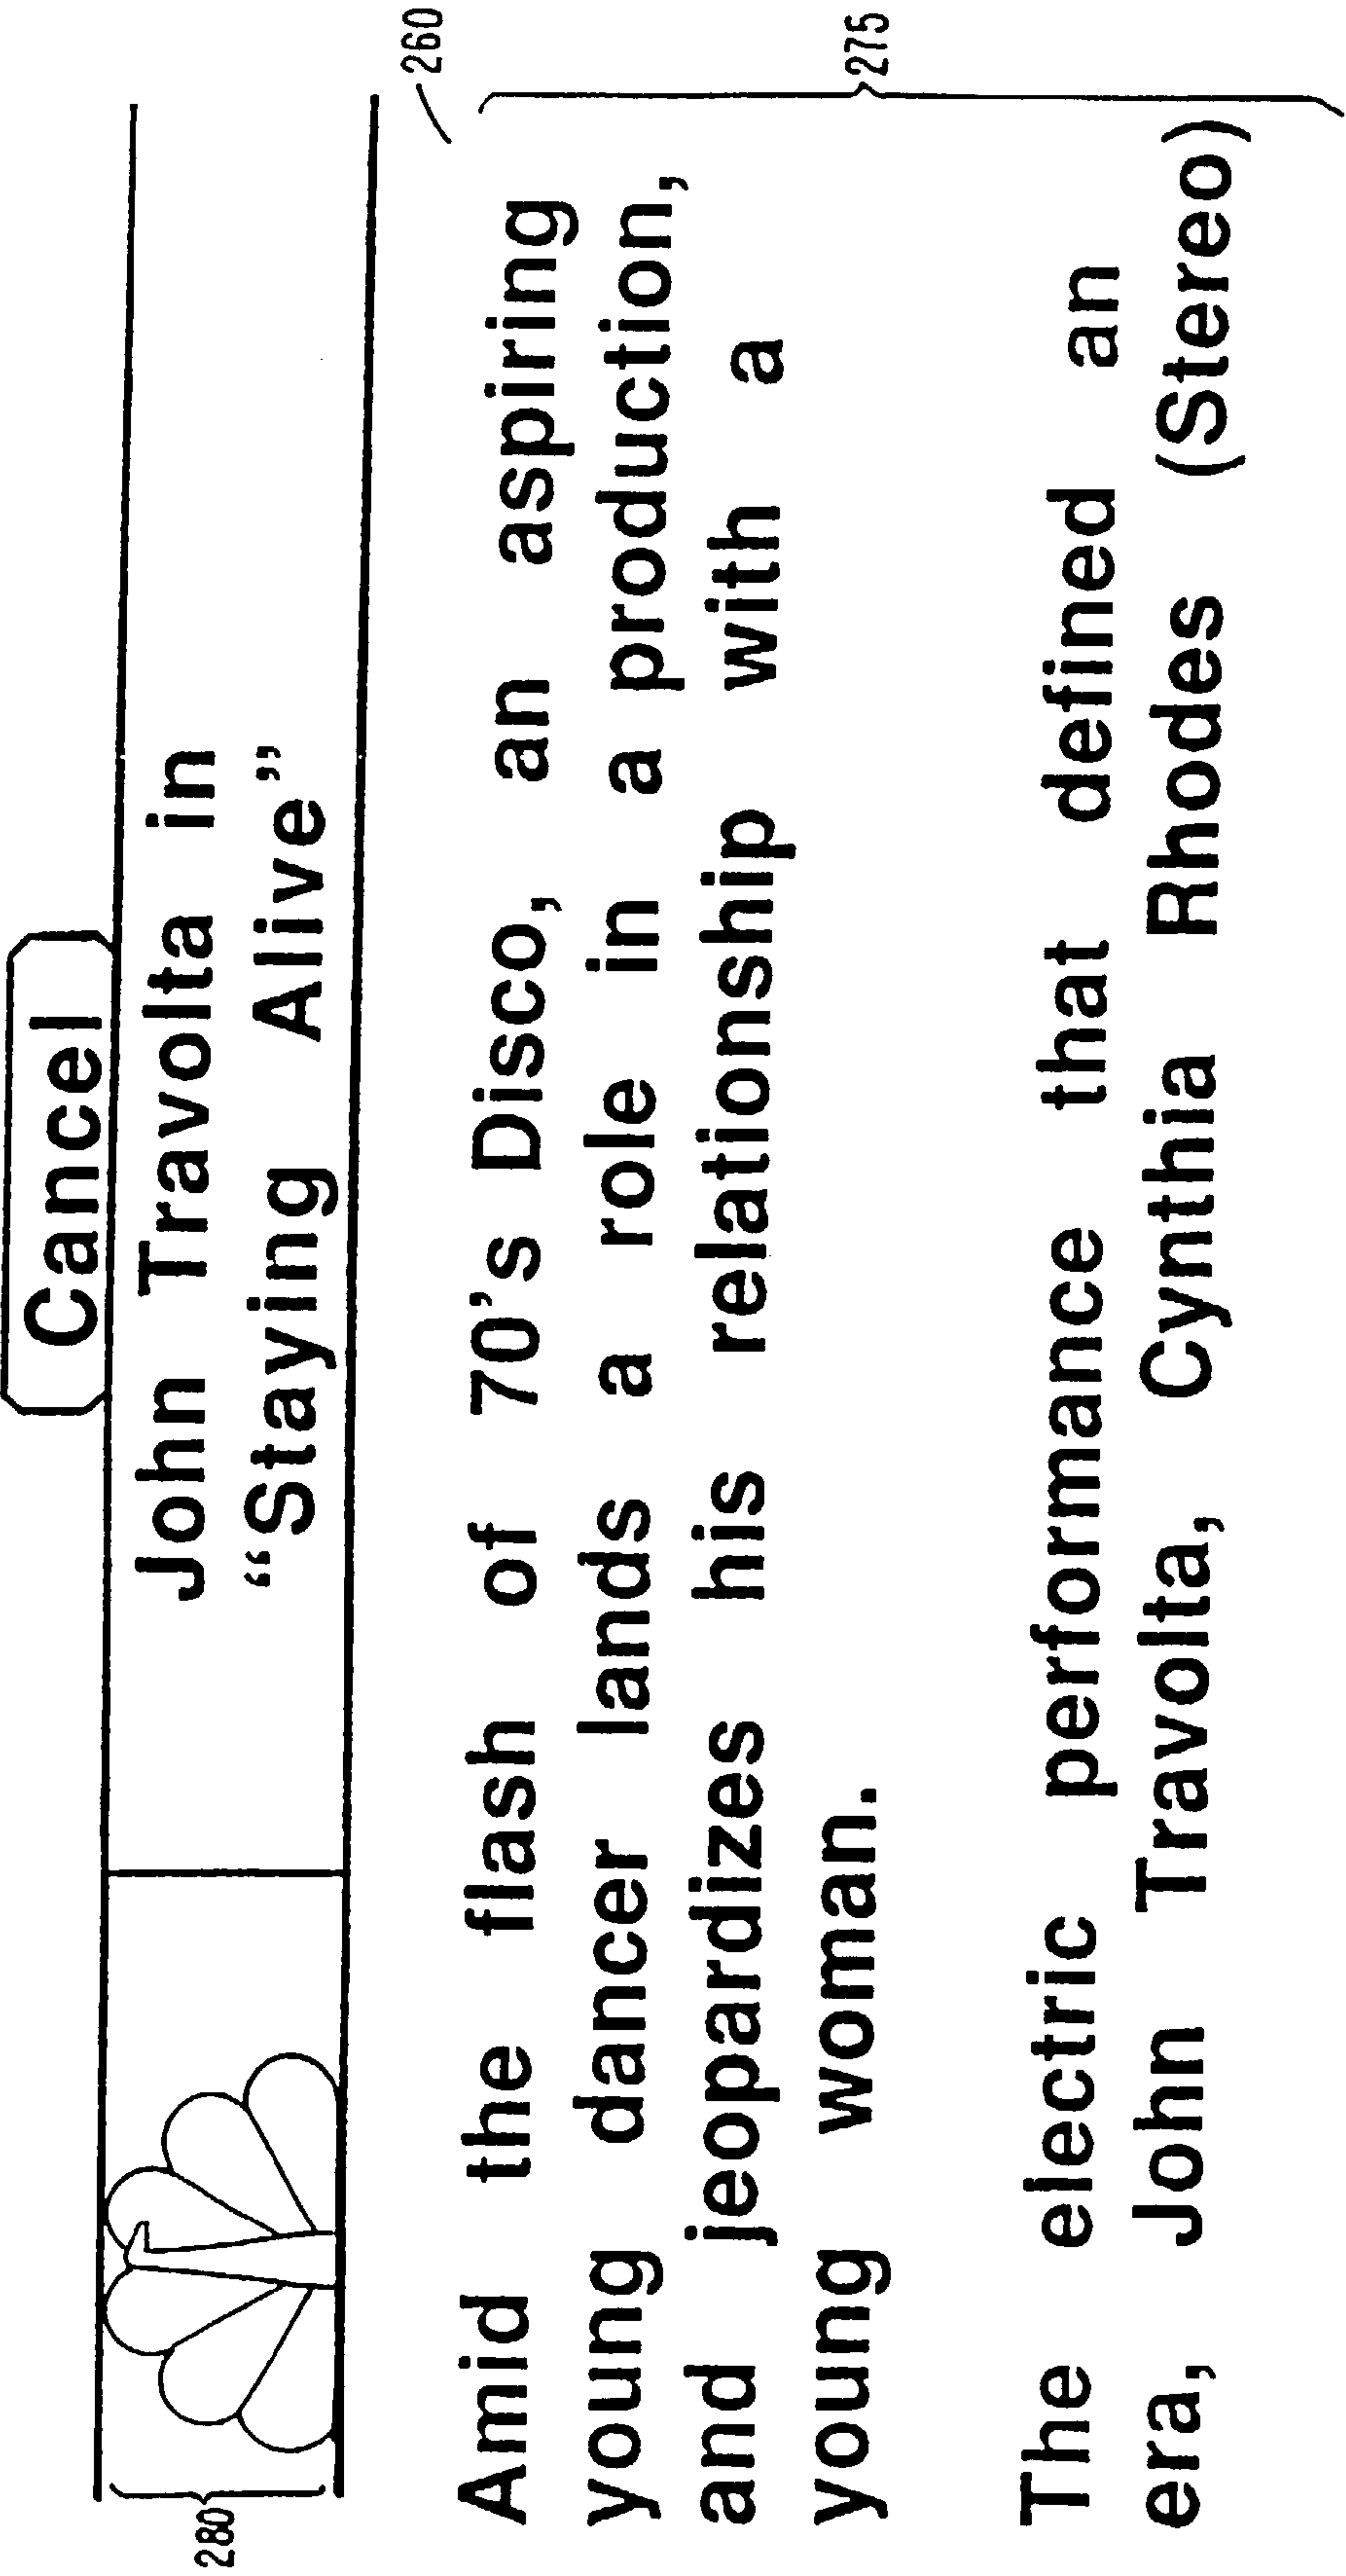 Cancel
John Travolta in
“Staying Alive”
280
260
Amid the flash of 70's Disco, an aspiring
young dancer lands a role in a production,
and jeopardizes his relationship with a
young woman.
275
The electric performance that defined an
era, John Travolta, Cynthia Rhodes (Stereo)